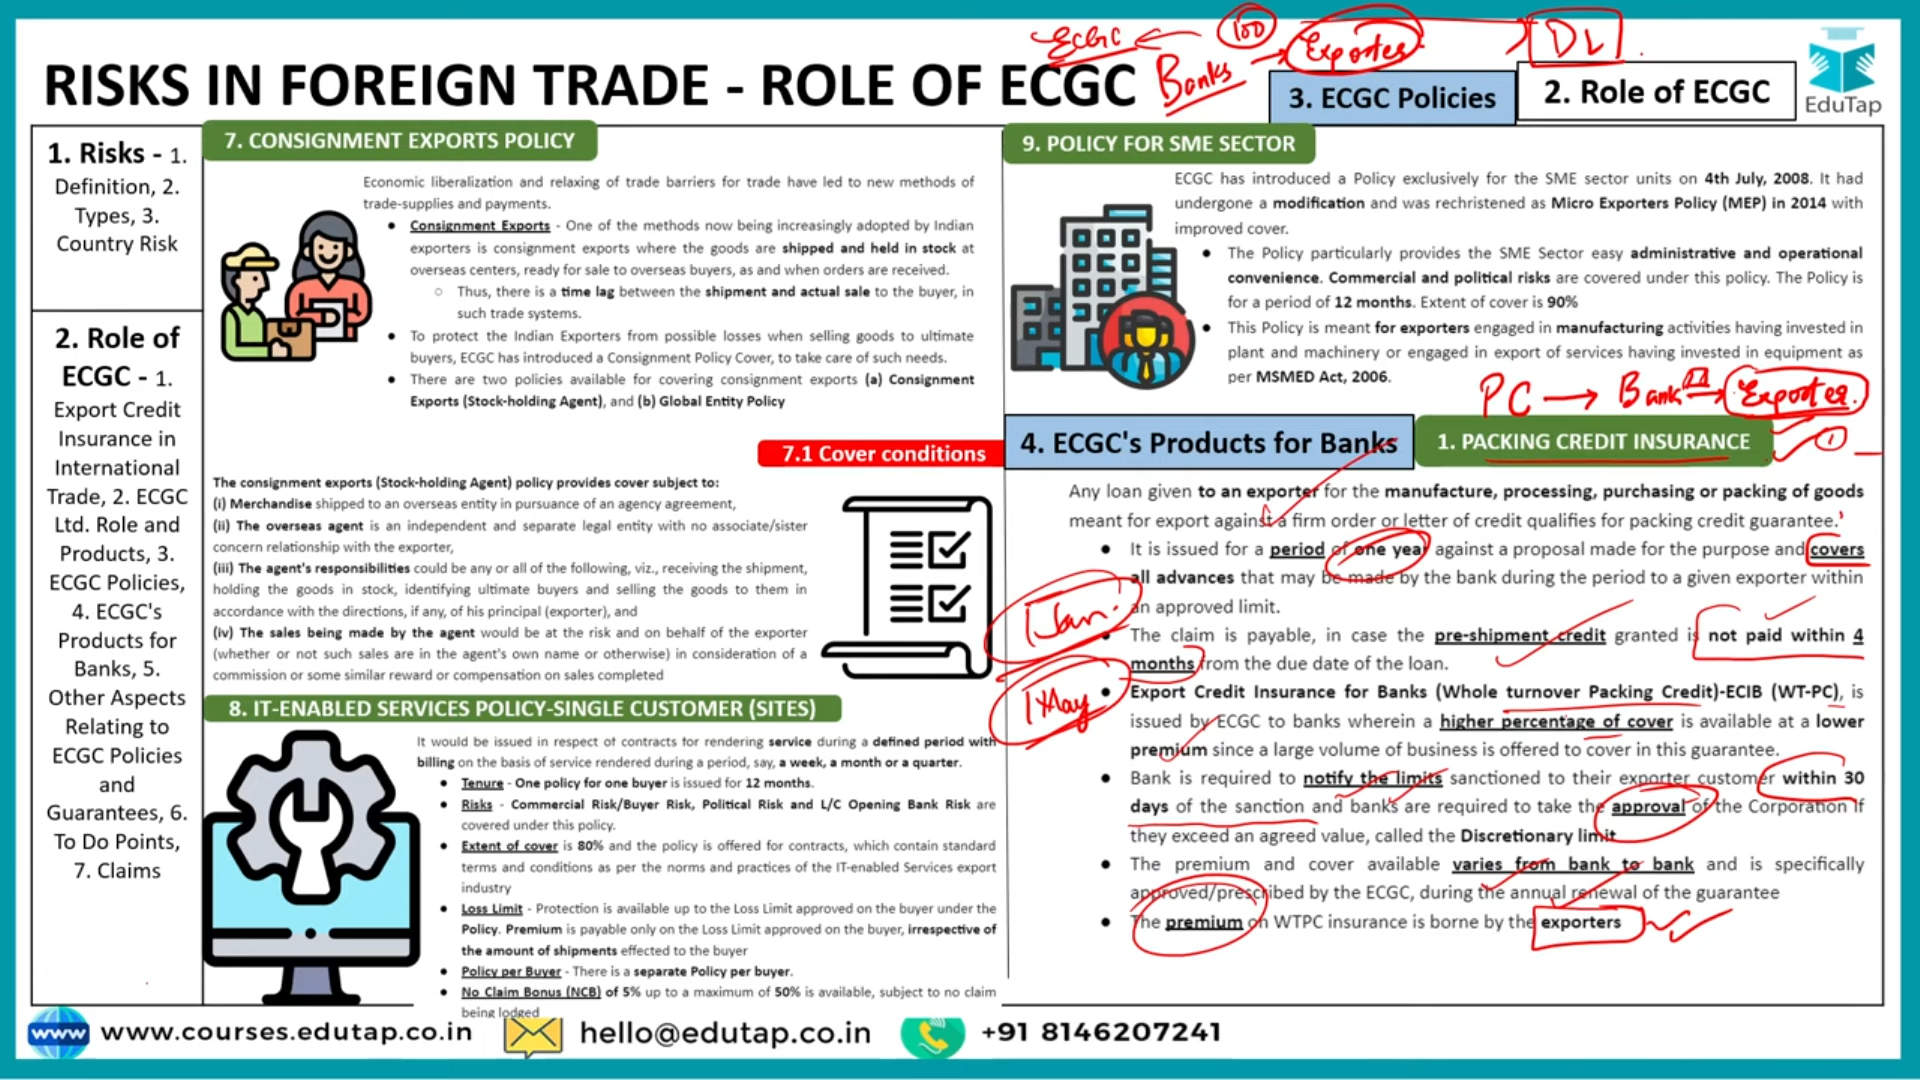 RISKS IN FOREIGN TRADE - ROLE OF ECGC
ECGC
100
Banks
Exporter
DL
3. ECGC Policies
2. Role of ECGC
EduTap
1. Risks - 1.
Definition, 2.
Types, 3.
Country Risk
2. Role of
ECGC - 1.
Export Credit
Insurance in
International
Trade, 2. ECGC
Ltd. Role and
Products, 3.
ECGC Policies,
4. ECGC's
Products for
Banks, 5.
Other Aspects
Relating to
ECGC Policies
and
Guarantees, 6.
To Do Points,
7. Claims
7. CONSIGNMENT EXPORTS POLICY
Economic liberalization and relaxing of trade barriers for trade have led to new methods of
trade-supplies and payments.
● Consignment Exports - One of the methods now being increasingly adopted by Indian
exporters is consignment exports where the goods are shipped and held in stock at
overseas centers, ready for sale to overseas buyers, as and when orders are received.
○ Thus, there is a time lag between the shipment and actual sale to the buyer, in
such trade systems.
● To protect the Indian Exporters from possible losses when selling goods to ultimate
buyers, ECGC has introduced a Consignment Policy Cover, to take care of such needs.
● There are two policies available for covering consignment exports (a) Consignment
Exports (Stock-holding Agent), and (b) Global Entity Policy
7.1 Cover conditions
The consignment exports (Stock-holding Agent) policy provides cover subject to:
(i) Merchandise shipped to an overseas entity in pursuance of an agency agreement,
(ii) The overseas agent is an independent and separate legal entity with no associate/sister
concern relationship with the exporter,
(iii) The agent's responsibilities could be any or all of the following, viz., receiving the shipment,
holding the goods in stock, identifying ultimate buyers and selling the goods to them in
accordance with the directions, if any, of his principal (exporter), and
(iv) The sales being made by the agent would be at the risk and on behalf of the exporter
(whether or not such sales are in the agent's own name or otherwise) in consideration of a
commission or some similar reward or compensation on sales completed
8. IT-ENABLED SERVICES POLICY-SINGLE CUSTOMER (SITES)
It would be issued in respect of contracts for rendering service during a defined period with
billing on the basis of service rendered during a period, say, a week, a month or a quarter.
● Tenure - One policy for one buyer is issued for 12 months.
● Risks - Commercial Risk/Buyer Risk, Political Risk and L/C Opening Bank Risk are
covered under this policy.
● Extent of cover is 80% and the policy is offered for contracts, which contain standard
terms and conditions as per the norms and practices of the IT-enabled Services export
industry
● Loss Limit - Protection is available up to the Loss Limit approved on the buyer under the
Policy. Premium is payable only on the Loss Limit approved on the buyer, irrespective of
the amount of shipments effected to the buyer
● Policy per Buyer - There is a separate Policy per buyer.
● No Claim Bonus (NCB) of 5% up to a maximum of 50% is available, subject to no claim
being lodged
9. POLICY FOR SME SECTOR
ECGC has introduced a Policy exclusively for the SME sector units on 4th July, 2008. It had
undergone a modification and was rechristened as Micro Exporters Policy (MEP) in 2014 with
improved cover.
● The Policy particularly provides the SME Sector easy administrative and operational
convenience. Commercial and political risks are covered under this policy. The Policy is
for a period of 12 months. Extent of cover is 90%
● This Policy is meant for exporters engaged in manufacturing activities having invested in
plant and machinery or engaged in export of services having invested in equipment as
per MSMED Act, 2006.
PC → Bank → Exporter.
4. ECGC's Products for Banks
1. PACKING CREDIT INSURANCE
1
Any loan given to an exporter for the manufacture, processing, purchasing or packing of goods
meant for export against a firm order or letter of credit qualifies for packing credit guarantee.
● It is issued for a period of one year against a proposal made for the purpose and covers
all advances that may be made by the bank during the period to a given exporter within
an approved limit.
1 Jan.
● The claim is payable, in case the pre-shipment credit granted is not paid within 4
months from the due date of the loan.
1 May
● Export Credit Insurance for Banks (Whole turnover Packing Credit)-ECIB (WT-PC), is
issued by ECGC to banks wherein a higher percentage of cover is available at a lower
premium since a large volume of business is offered to cover in this guarantee.
● Bank is required to notify the limits sanctioned to their exporter customer within 30
days of the sanction and banks are required to take the approval of the Corporation if
they exceed an agreed value, called the Discretionary limit
● The premium and cover available varies from bank to bank and is specifically
approved/prescribed by the ECGC, during the annual renewal of the guarantee
● The premium on WTPC insurance is borne by the exporters
www www.courses.edutap.co.in hello@edutap.co.in +91 8146207241